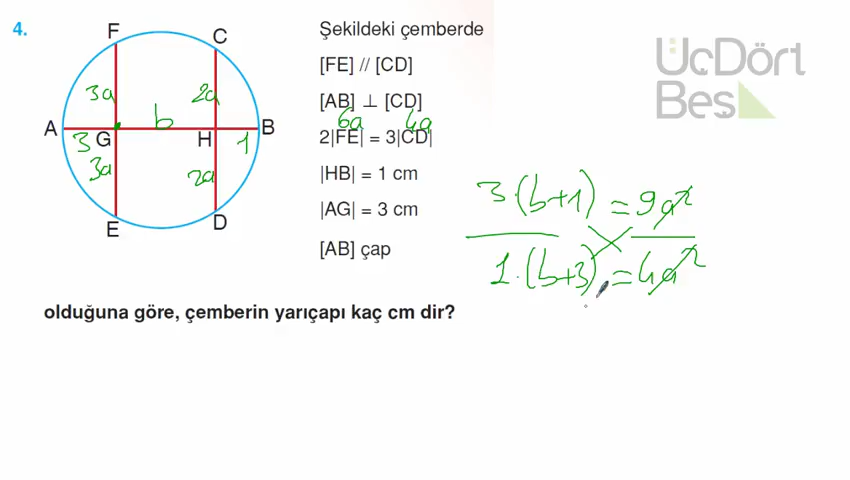 4.
F
C
Şekildeki çemberde
ÜçDört
Beş
[FE] // [CD]
3a
2a
[AB] ⊥ [CD]
b
6a
4a
A
G
H
B
2|FE| = 3|CD|
3
1
3a
2a
|HB| = 1 cm
3·(b+1) = 9a²
|AG| = 3 cm
E
D
[AB] çap
1·(b+3) = 4a²
olduğuna göre, çemberin yarıçapı kaç cm dir?